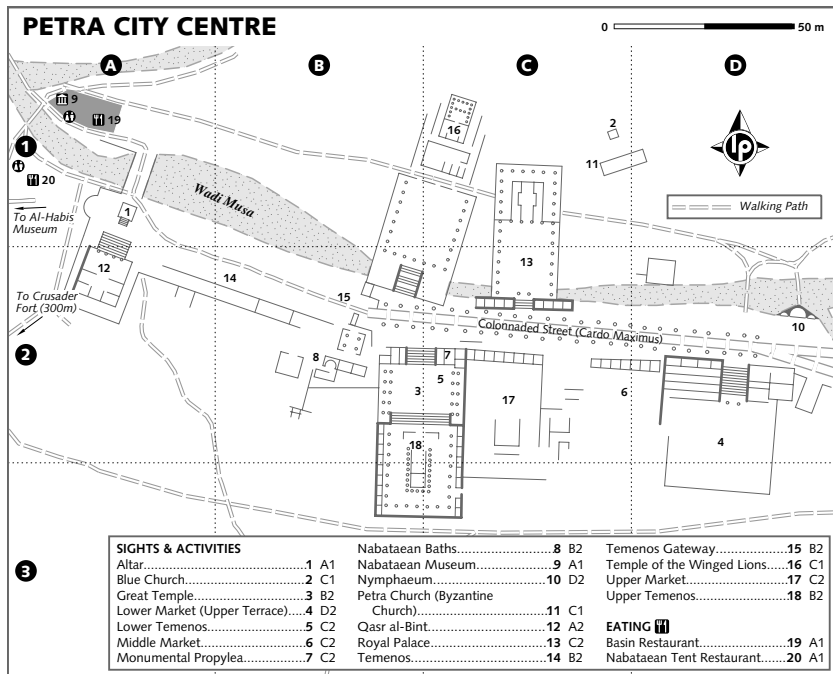 PETRA CITY CENTRE
0 50 m
A
B
C
D
9
19
16
2
11
1
lp
20
Wadi Musa
Walking Path
To Al-Habis
Museum
1
13
12
14
15
To Crusader
Fort (300m)
10
Colonnaded Street (Cardo Maximus)
2
8
7
5
3
17
6
18
4
3
SIGHTS & ACTIVITIES
Altar..............................1 A1
Blue Church....................2 C1
Great Temple..................3 B2
Lower Market (Upper Terrace)....4 D2
Lower Temenos................5 C2
Middle Market.................6 C2
Monumental Propylea........7 C2
Nabataean Baths..............8 B2
Nabataean Museum...........9 A1
Nymphaeum....................10 D2
Petra Church (Byzantine
Church)..........................11 C1
Qasr al-Bint.....................12 A2
Royal Palace....................13 C2
Temenos.........................14 B2
Temenos Gateway.............15 B2
Temple of the Winged Lions....16 C1
Upper Market...................17 C2
Upper Temenos.................18 B2
EATING
Basin Restaurant...............19 A1
Nabataean Tent Restaurant....20 A1